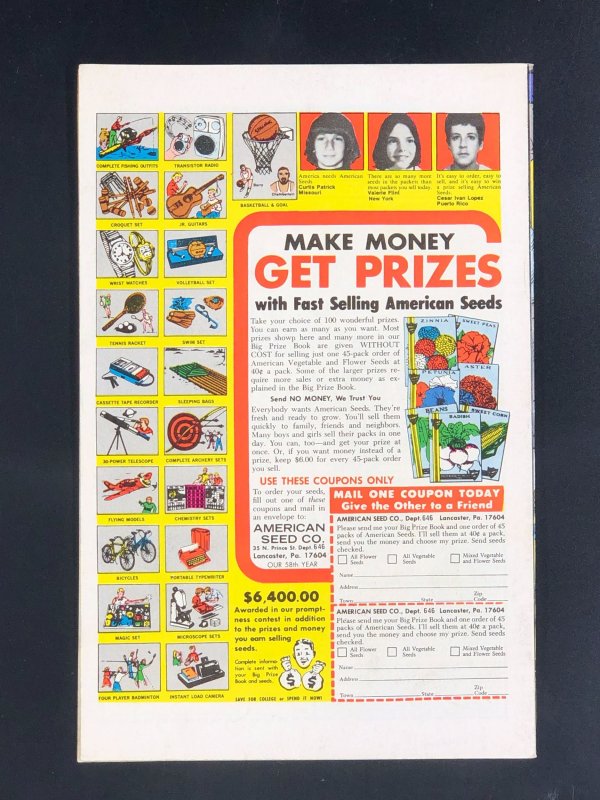 COMPLETE FISHING OUTFITS
TRANSISTOR RADIO
CROQUET SET
JR. GUITARS
WRIST WATCHES
VOLLEYBALL SET
TENNIS RACKET
SWIM SET
CASSETTE TAPE RECORDER
SLEEPING BAGS
30-POWER TELESCOPE
COMPLETE ARCHERY SETS
FLYING MODELS
CHEMISTRY SETS
BICYCLES
PORTABLE TYPEWRITER
MAGIC SET
MICROSCOPE SETS
FOUR PLAYER BADMINTON
INSTANT LOAD CAMERA
SPALDING
Barry
Chamberlain
BASKETBALL & GOAL
America needs American
Seeds.
Curtis Patrick
Missouri
There are so many more
seeds in the packets than
most packets you sell today.
Valerie Flint
New York
It's easy to order, easy to
sell, and it's easy to win
a prize selling American
Seeds.
Cesar Ivan Lopez
Puerto Rico
MAKE MONEY
GET PRIZES
with Fast Selling American Seeds
Take your choice of 100 wonderful prizes.
You can earn as many as you want. Most
prizes shown here and many more in our
Big Prize Book are given WITHOUT
COST for selling just one 45-pack order of
American Vegetable and Flower Seeds at
40¢ a pack. Some of the larger prizes re-
quire more sales or extra money as ex-
plained in the Big Prize Book.
Send NO MONEY, We Trust You
Everybody wants American Seeds. They're
fresh and ready to grow. You'll sell them
quickly to family, friends and neighbors.
Many boys and girls sell their packs in one
day. You can, too—and get your prize at
once. Or, if you want money instead of a
prize, keep $6.00 for every 45-pack order
you sell.
ZINNIA
SWEET PEAS
PETUNIA
ASTER
BEANS
RADISH
SWEET CORN
USE THESE COUPONS ONLY
To order your seeds,
fill out one of these
coupons and mail in
an envelope to:
AMERICAN
SEED CO.
35 N. Prince St. Dept. 646
Lancaster, Pa. 17604
OUR 58th YEAR
$6,400.00
Awarded in our prompt-
ness contest in addition
to the prizes and money
you earn selling
seeds.
Complete informa-
tion is sent with
your Big Prize
Book and seeds.
$ $
SAVE FOR COLLEGE or SPEND IT NOW!
MAIL ONE COUPON TODAY
Give the Other to a Friend
AMERICAN SEED CO., Dept. 646 Lancaster, Pa. 17604
Please send me your Big Prize Book and one order of 45
packs of American Seeds. I'll sell them at 40¢ a pack,
send you the money and choose my prize. Send seeds
checked.
All Flower Seeds
All Vegetable Seeds
Mixed Vegetable and Flower Seeds
Name
Address
Town State Zip Code
AMERICAN SEED CO., Dept. 646 Lancaster, Pa. 17604
Please send me your Big Prize Book and one order of 45
packs of American Seeds. I'll sell them at 40¢ a pack,
send you the money and choose my prize. Send seeds
checked.
All Flower Seeds
All Vegetable Seeds
Mixed Vegetable and Flower Seeds
Name
Address
Town State Zip Code